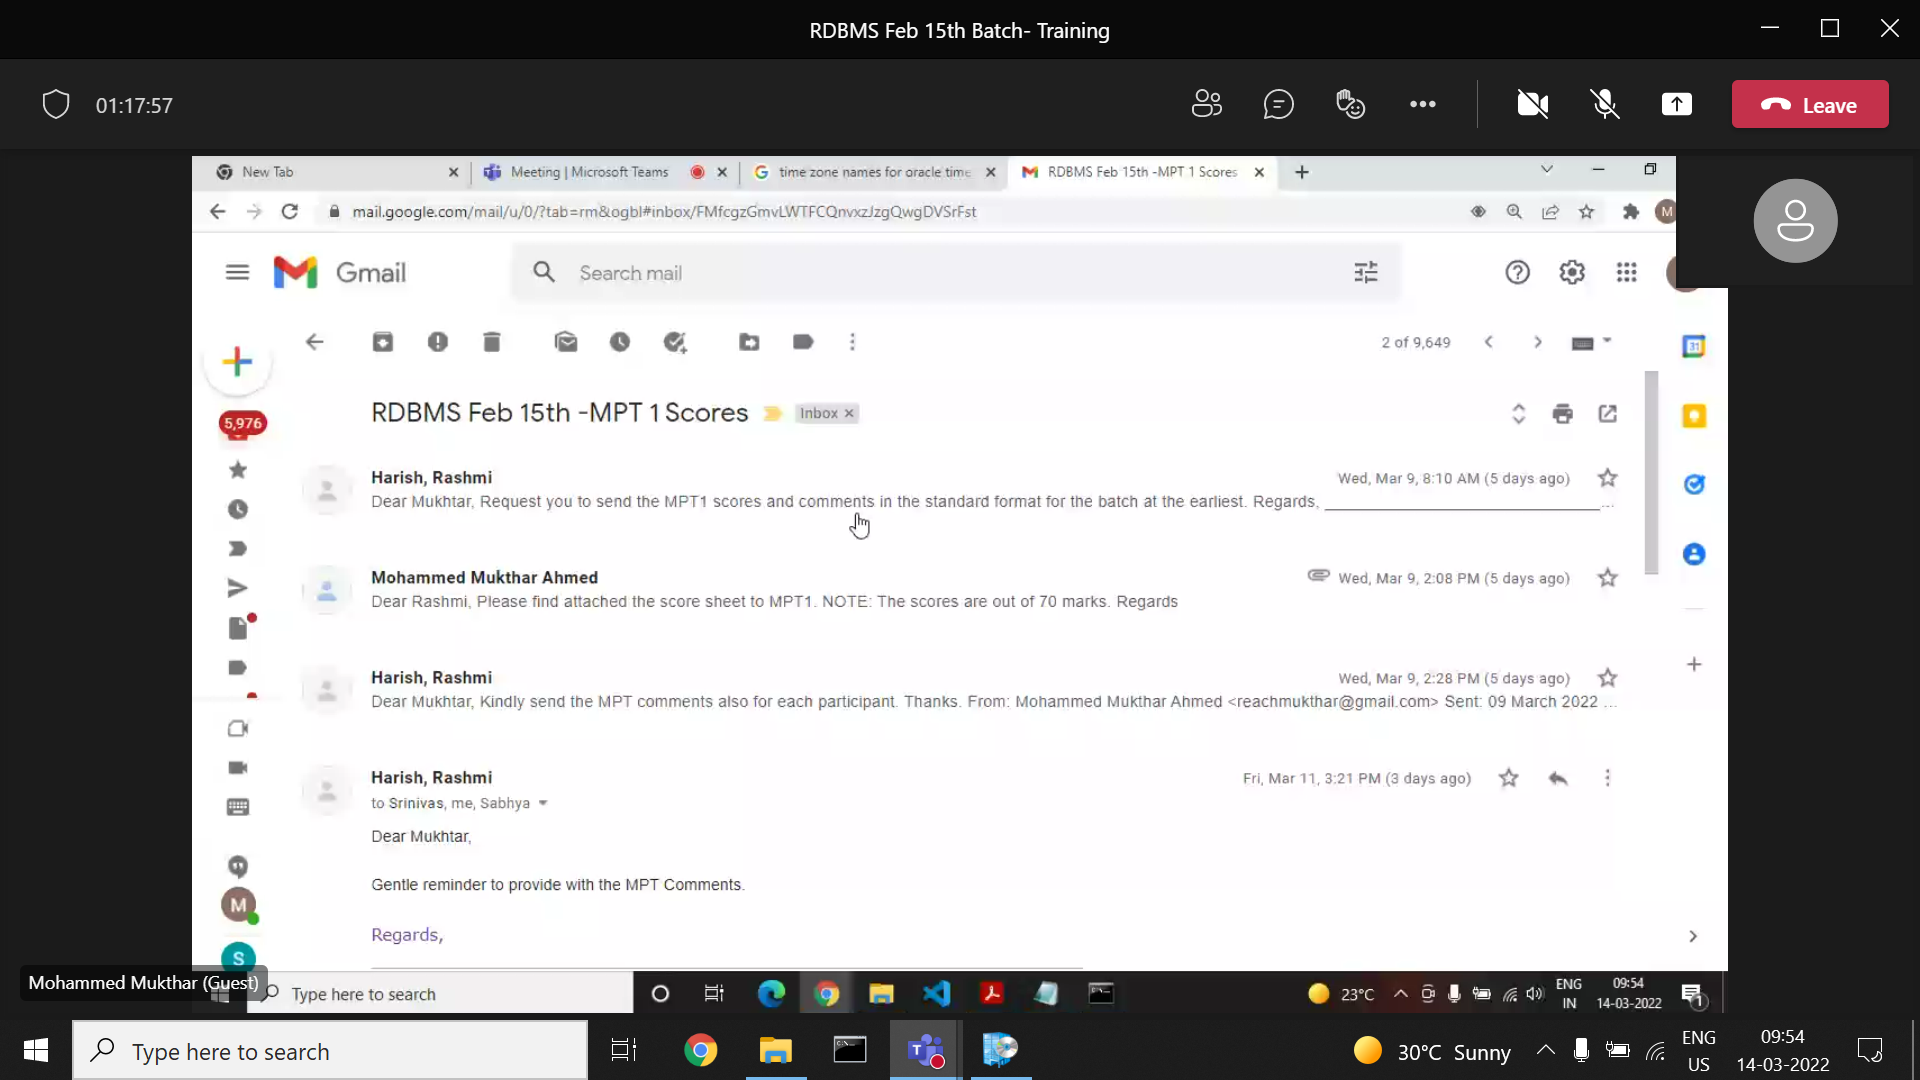 RDBMS Feb 15th Batch- Training
01:17:57
Leave
New Tab
Meeting | Microsoft Teams
time zone names for oracle time
RDBMS Feb 15th -MPT 1 Scores
mail.google.com/mail/u/0/?tab=rm&ogbl#inbox/FMfcgzGmvLWTFCQnvxzJzgQwgDVSrFst
M
Gmail
Search mail
2 of 9,649
31
5,976
RDBMS Feb 15th -MPT 1 Scores
Inbox ×
Harish, Rashmi
Wed, Mar 9, 8:10 AM (5 days ago)
Dear Mukhtar, Request you to send the MPT1 scores and comments in the standard format for the batch at the earliest. Regards, ...
Mohammed Mukthar Ahmed
Wed, Mar 9, 2:08 PM (5 days ago)
Dear Rashmi, Please find attached the score sheet to MPT1. NOTE: The scores are out of 70 marks. Regards
Harish, Rashmi
Wed, Mar 9, 2:28 PM (5 days ago)
Dear Mukhtar, Kindly send the MPT comments also for each participant. Thanks. From: Mohammed Mukthar Ahmed <reachmukthar@gmail.com> Sent: 09 March 2022 ...
Harish, Rashmi
Fri, Mar 11, 3:21 PM (3 days ago)
to Srinivas, me, Sabhya
Dear Mukhtar,
Gentle reminder to provide with the MPT Comments.
Regards,
M
S
Mohammed Mukthar (Guest)
Type here to search
23°C
ENG
IN
09:54
14-03-2022
1
Type here to search
30°C Sunny
ENG
US
09:54
14-03-2022